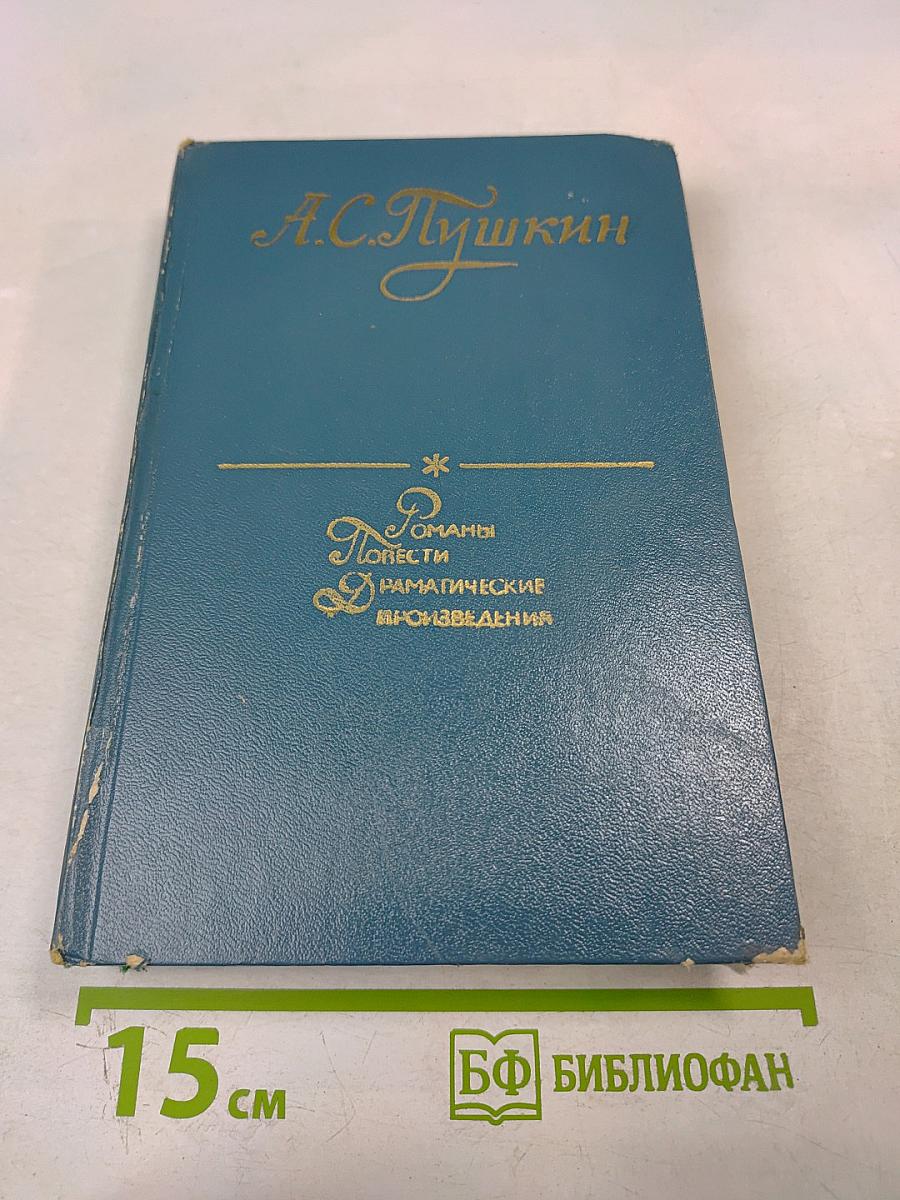 А.С.Пушкин
Романы
Повести
Драматические
произведения
15 см
БФ БИБЛИОФАН